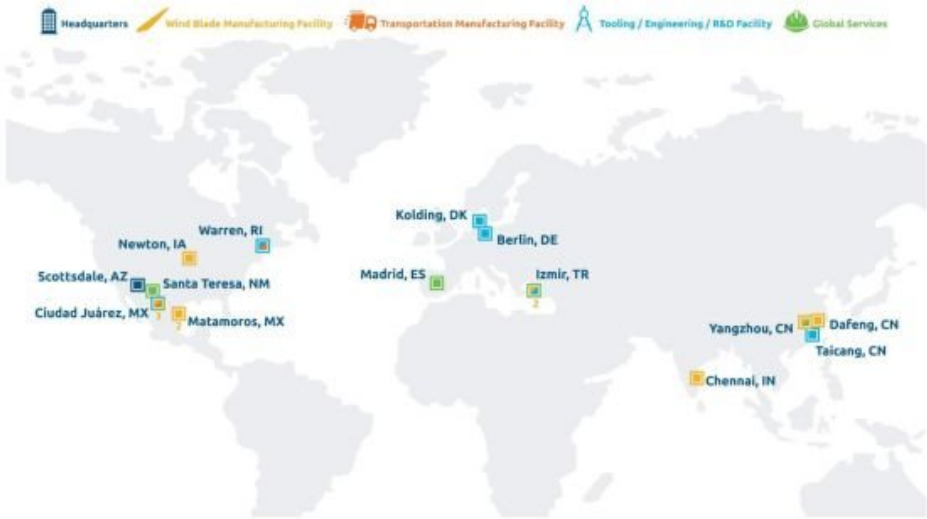 Headquarters
Wind Blade Manufacturing Facility
Transportation Manufacturing Facility
Tooling / Engineering / R&D Facility
Global Services
Kolding, DK
Warren, RI
Berlin, DE
Newton, IA
Madrid, ES
Izmir, TR
Scottsdale, AZ
Santa Teresa, NM
2
Ciudad Juárez, MX
3
Matamoros, MX
2
Yangzhou, CN
Dafeng, CN
Taicang, CN
Chennai, IN